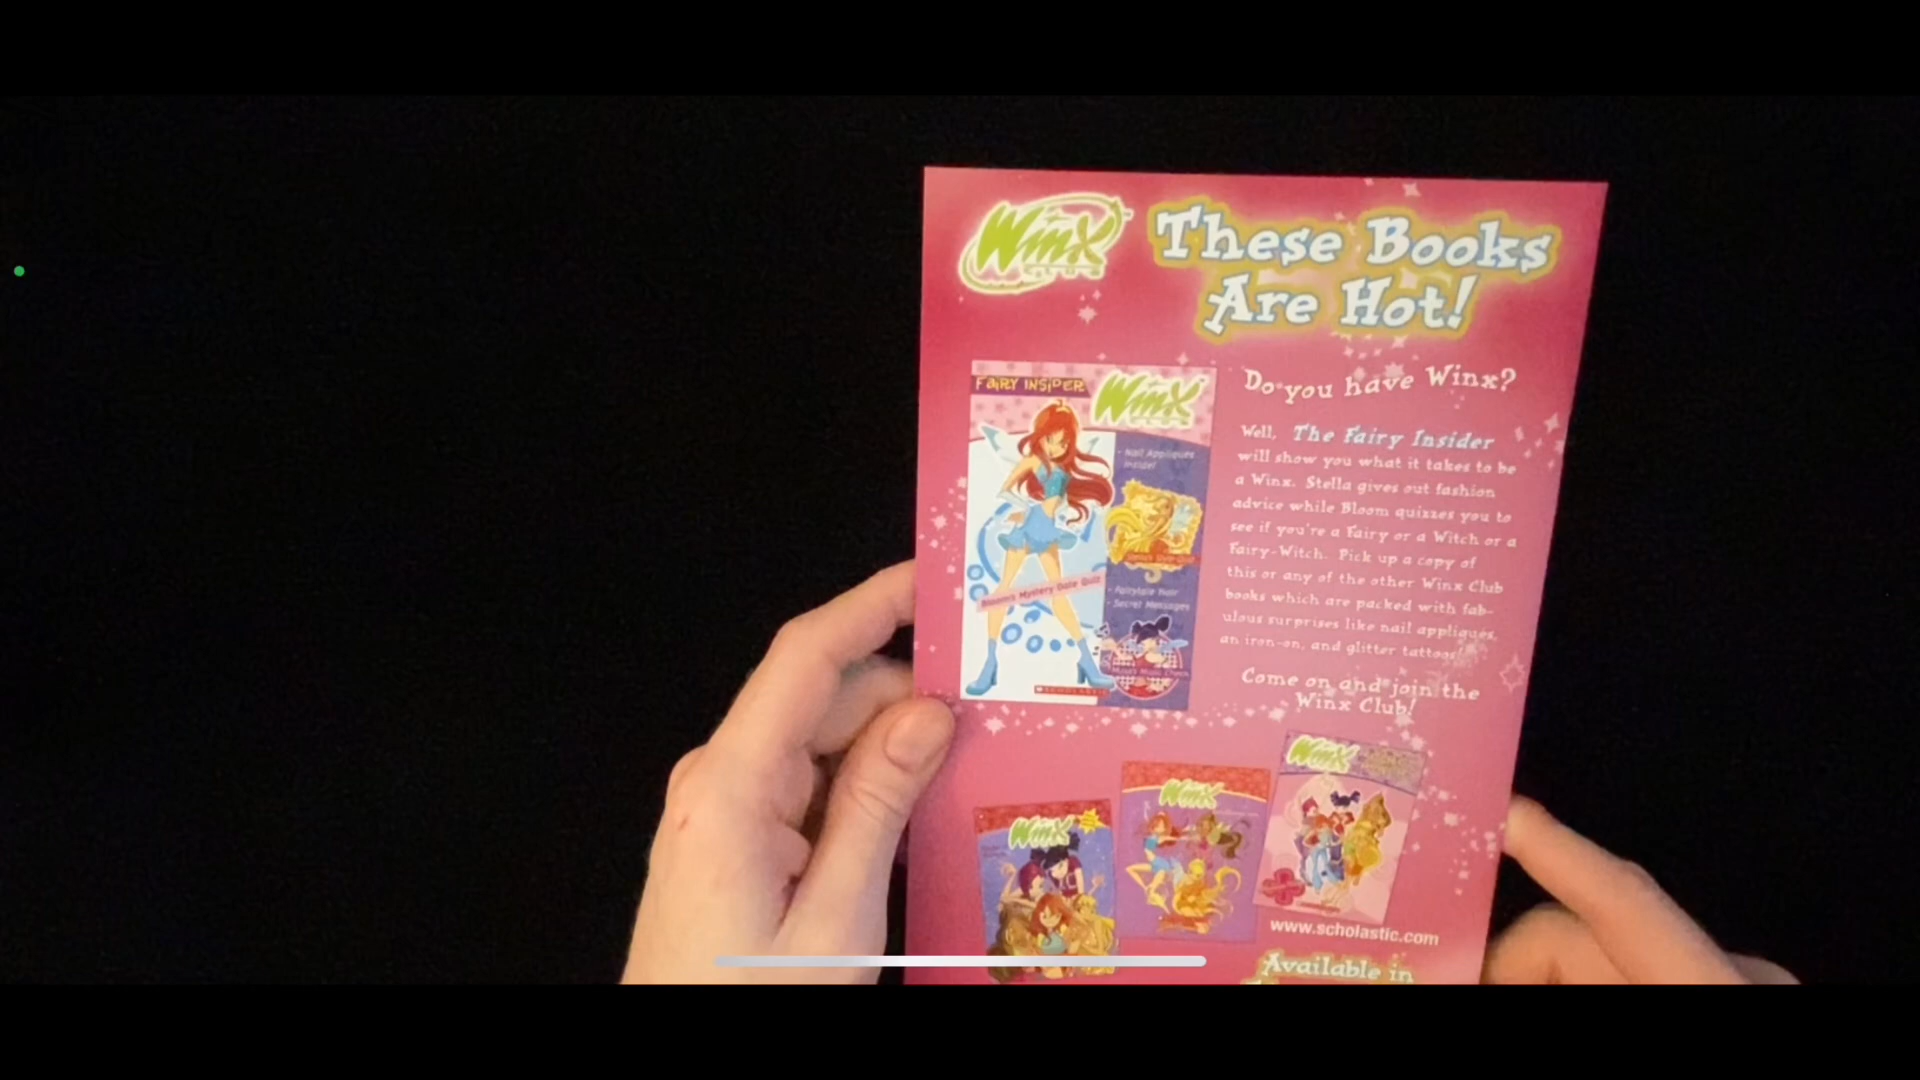 Winx
CLUB
These Books
Are Hot!
FAIRY INSIDER
Winx
• Nail Appliques
Inside!
Bloom's Mystery Date Quiz
• Fairytale Hair
• Secret Messages
SCHOLASTIC
Do you have Winx?
Well, The Fairy Insider
will show you what it takes to be
a Winx. Stella gives out fashion
advice while Bloom quizzes you to
see if you're a Fairy or a Witch or a
Fairy-Witch. Pick up a copy of
this or any of the other Winx Club
books which are packed with fab-
ulous surprises like nail appliques,
an iron-on, and glitter tattoos!
Come on and join the
Winx Club!
Winx
Winx
Winx
www.scholastic.com
Available in